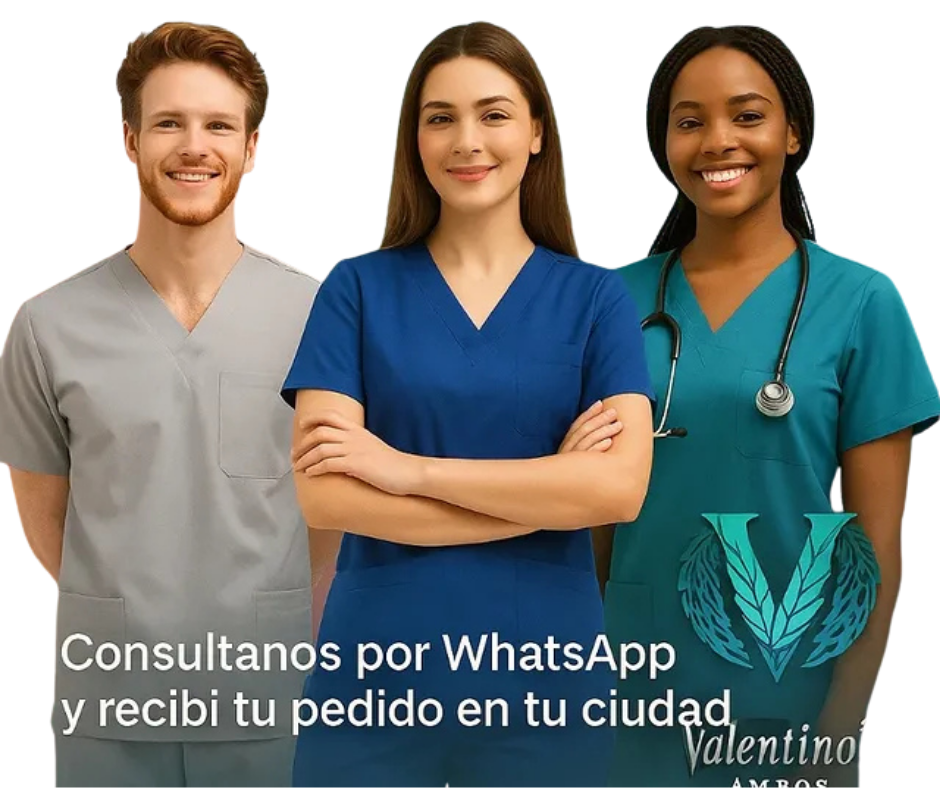 Consultanos por WhatsApp
y recibi tu pedido en tu ciudad
Valentino
AMBOS